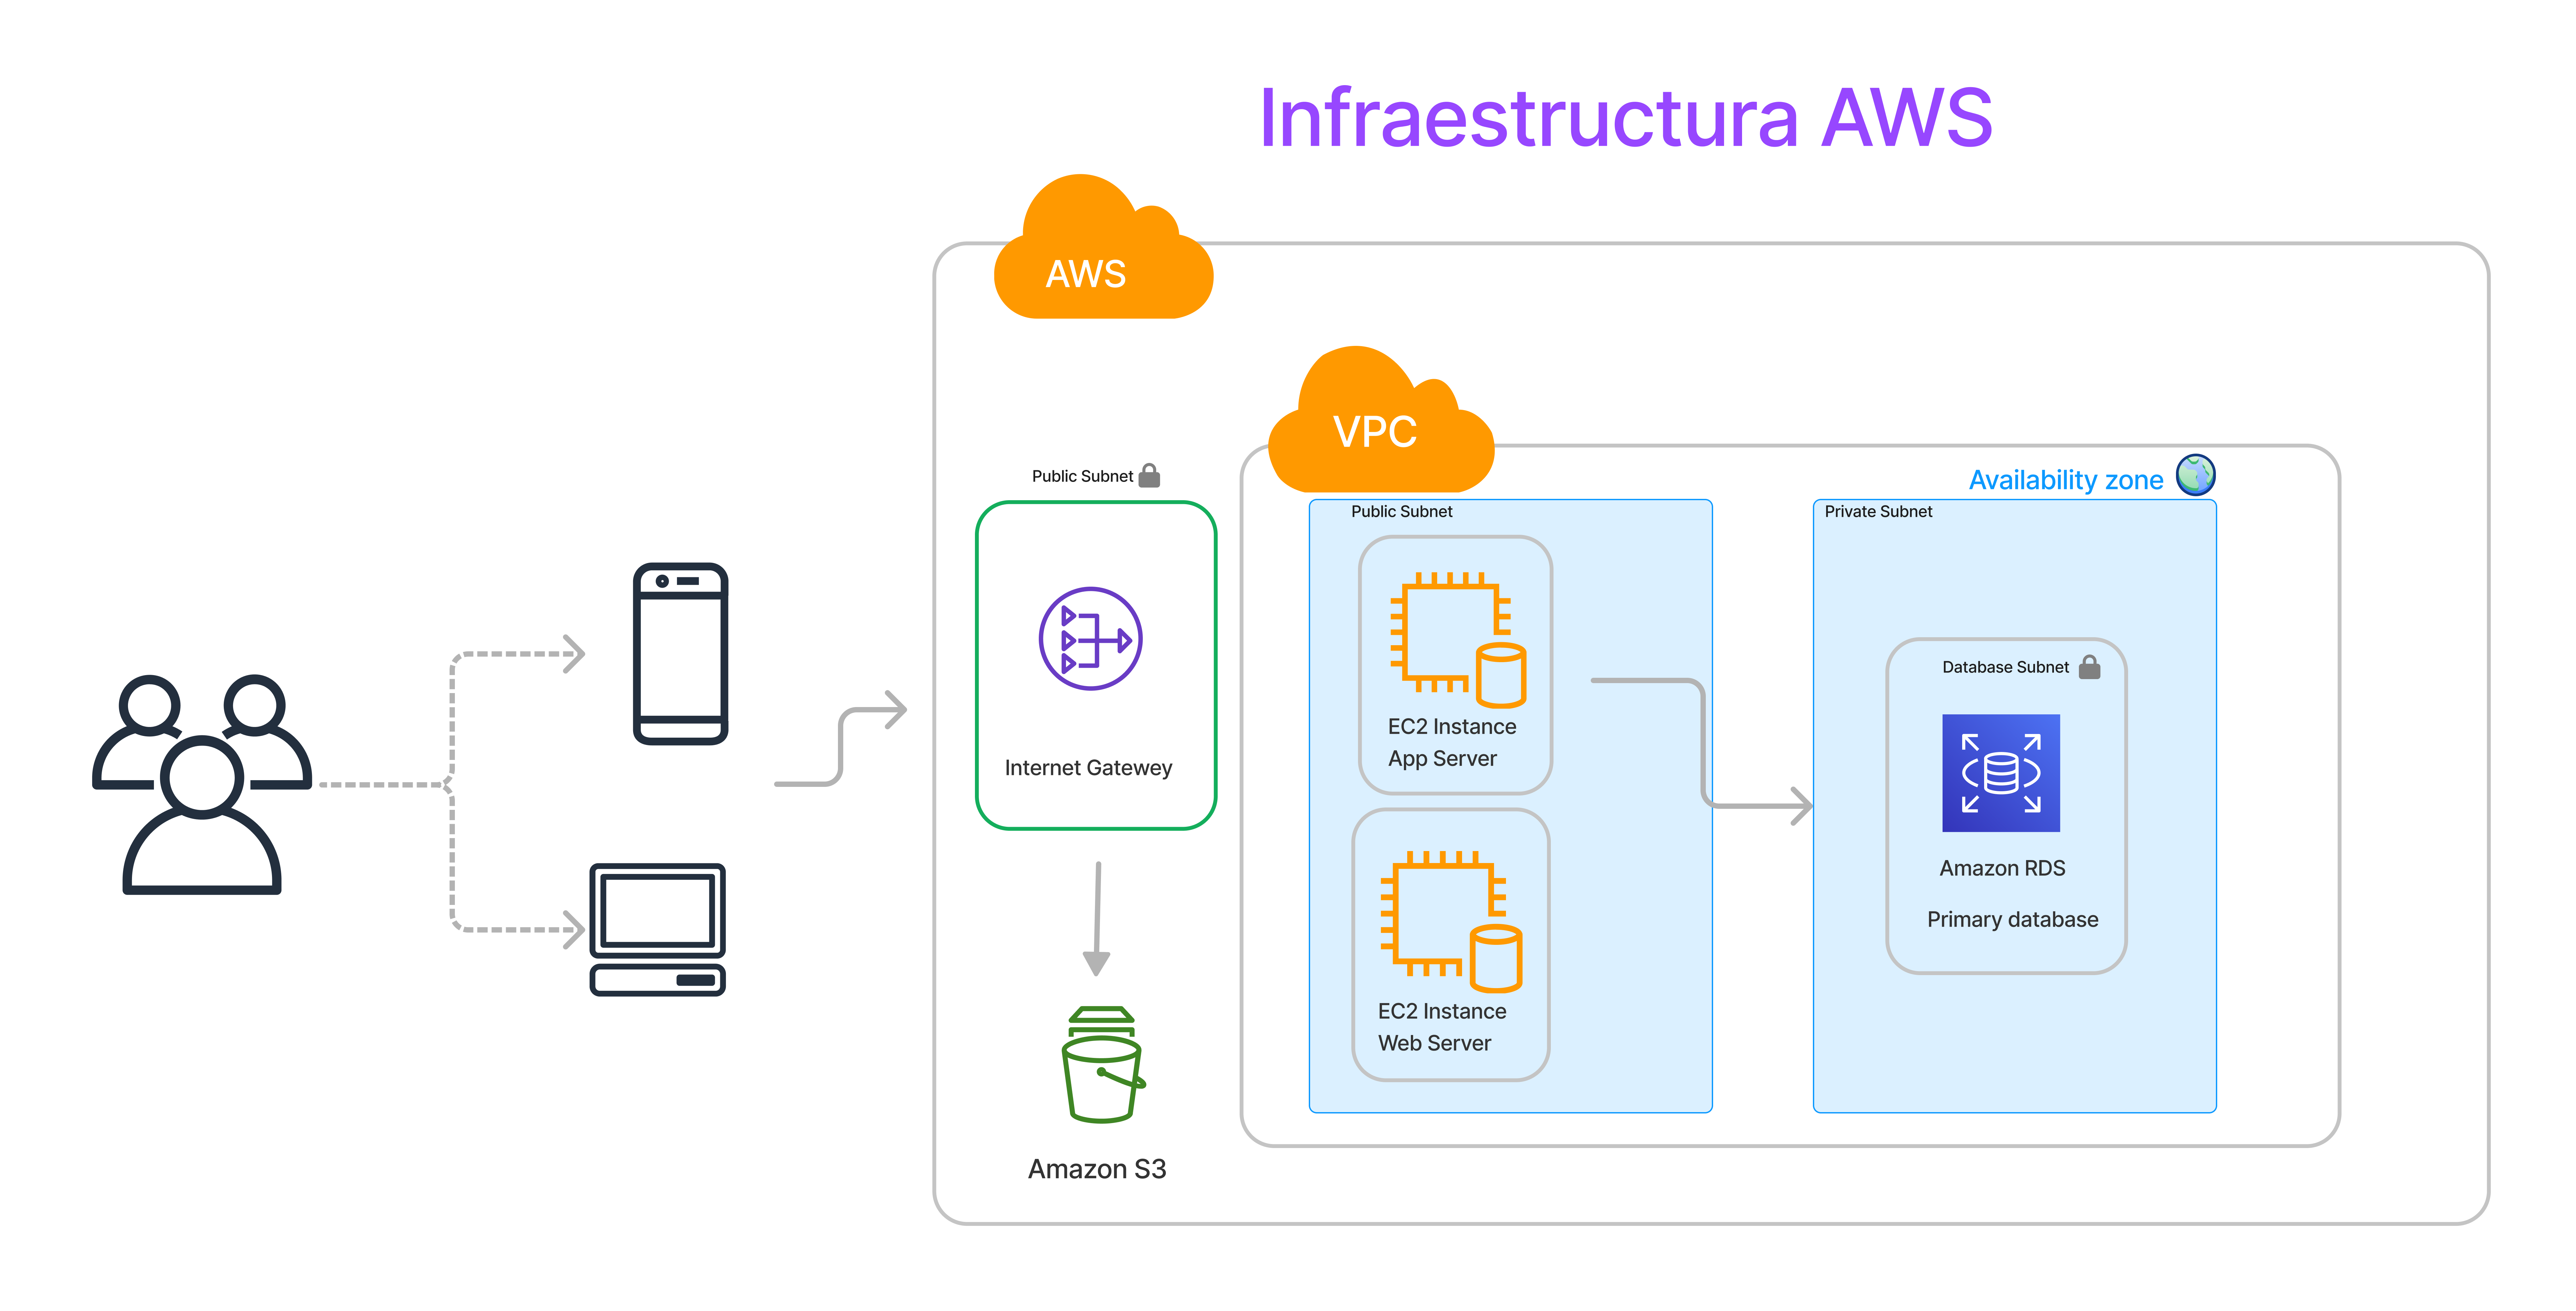 Infraestructura AWS
AWS
VPC
Public Subnet
Availability zone
Public Subnet
Private Subnet
Internet Gatewey
EC2 Instance
App Server
Database Subnet
Amazon RDS
Primary database
EC2 Instance
Web Server
Amazon S3